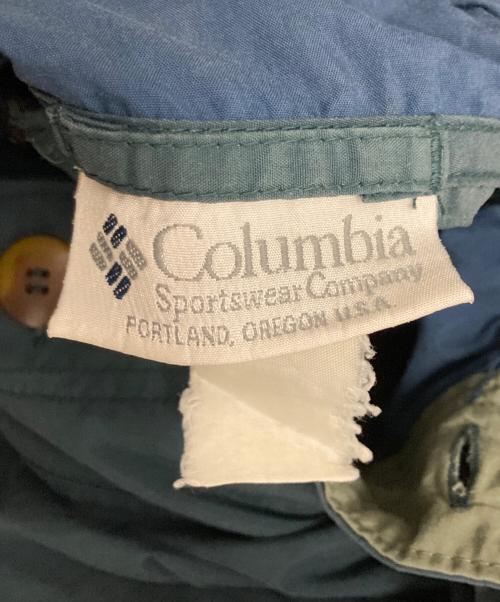 Columbia
Sportswear Company
PORTLAND, OREGON U.S.A.